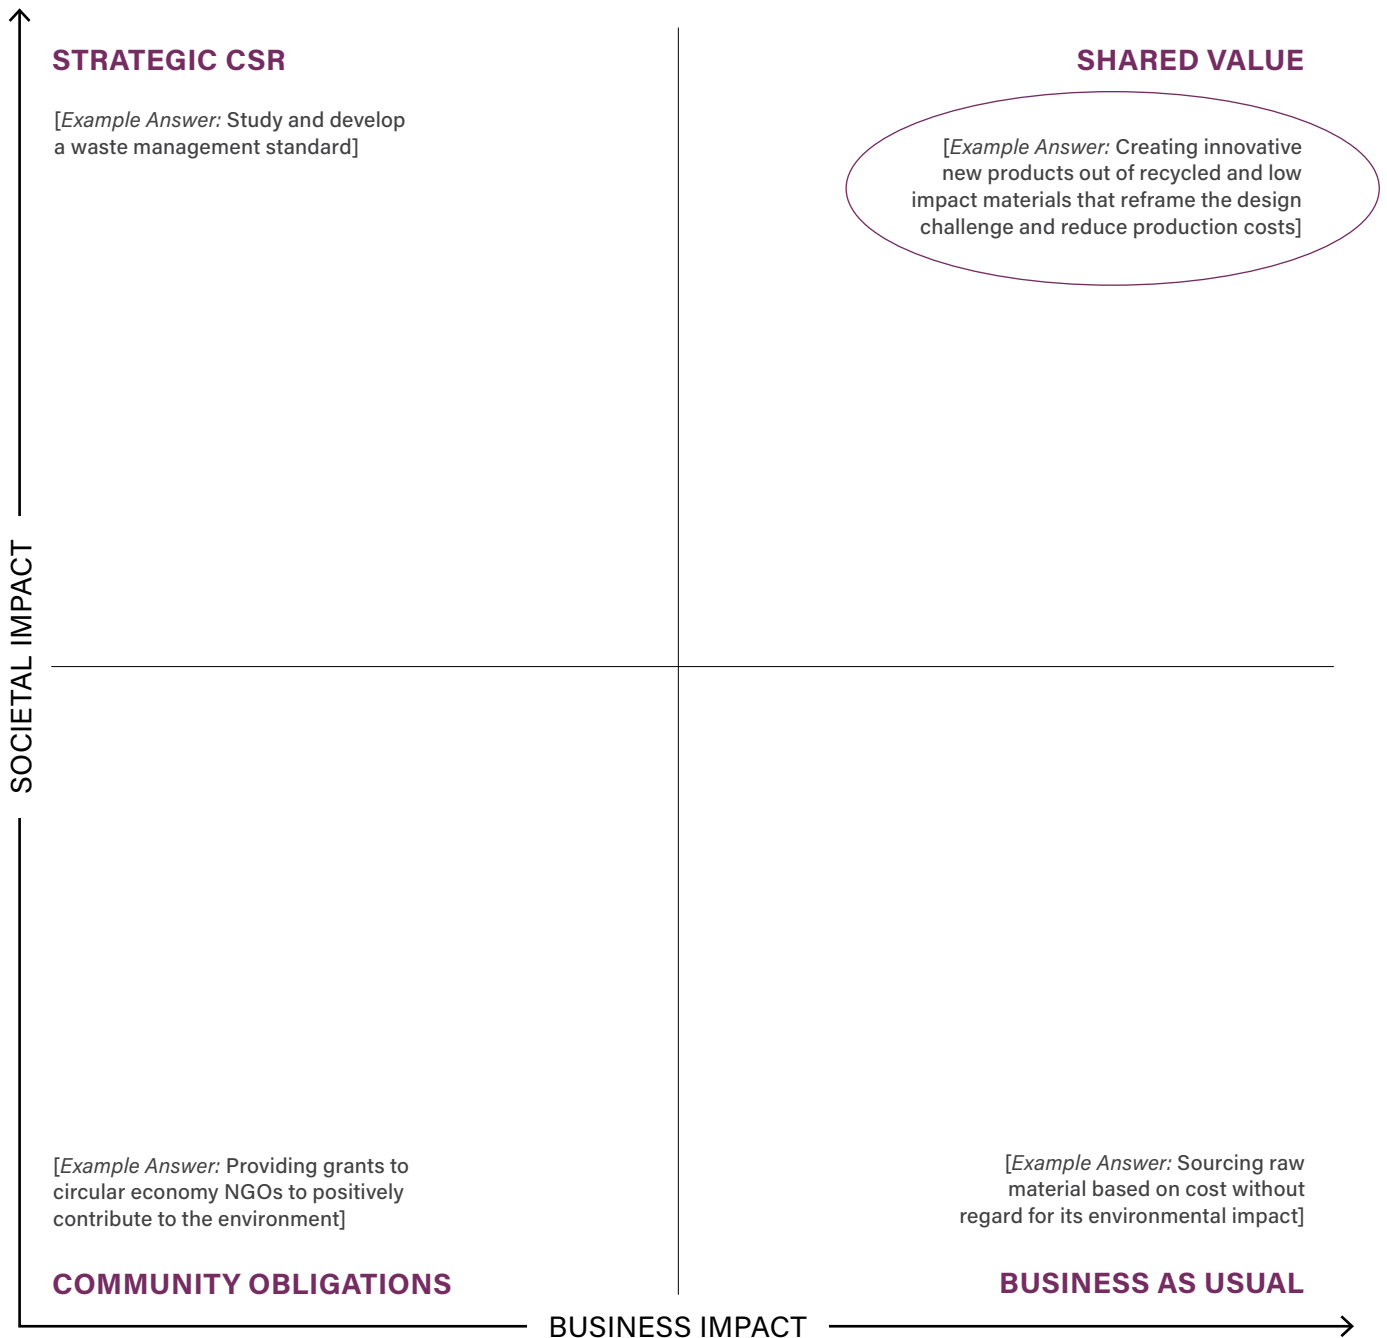 STRATEGIC CSR
[Example Answer: Study and develop
a waste management standard]
SHARED VALUE
[Example Answer: Creating innovative
new products out of recycled and low
impact materials that reframe the design
challenge and reduce production costs]
SOCIETAL IMPACT
[Example Answer: Providing grants to
circular economy NGOs to positively
contribute to the environment]
COMMUNITY OBLIGATIONS
[Example Answer: Sourcing raw
material based on cost without
regard for its environmental impact]
BUSINESS AS USUAL
BUSINESS IMPACT